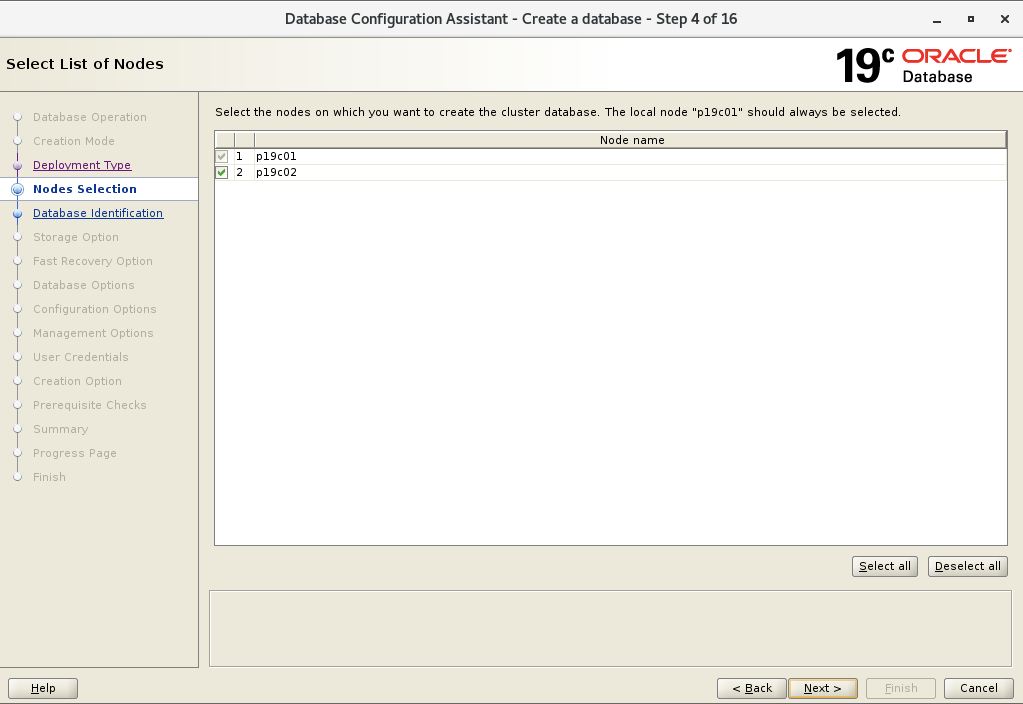 Database Configuration Assistant - Create a database - Step 4 of 16
Select List of Nodes
19c ORACLE
Database
Database Operation
Creation Mode
Deployment Type
Nodes Selection
Database Identification
Storage Option
Fast Recovery Option
Database Options
Configuration Options
Management Options
User Credentials
Creation Option
Prerequisite Checks
Summary
Progress Page
Finish
Select the nodes on which you want to create the cluster database. The local node "p19c01" should always be selected.
Node name
1 p19c01
2 p19c02
Select all Deselect all
Help < Back Next > Finish Cancel